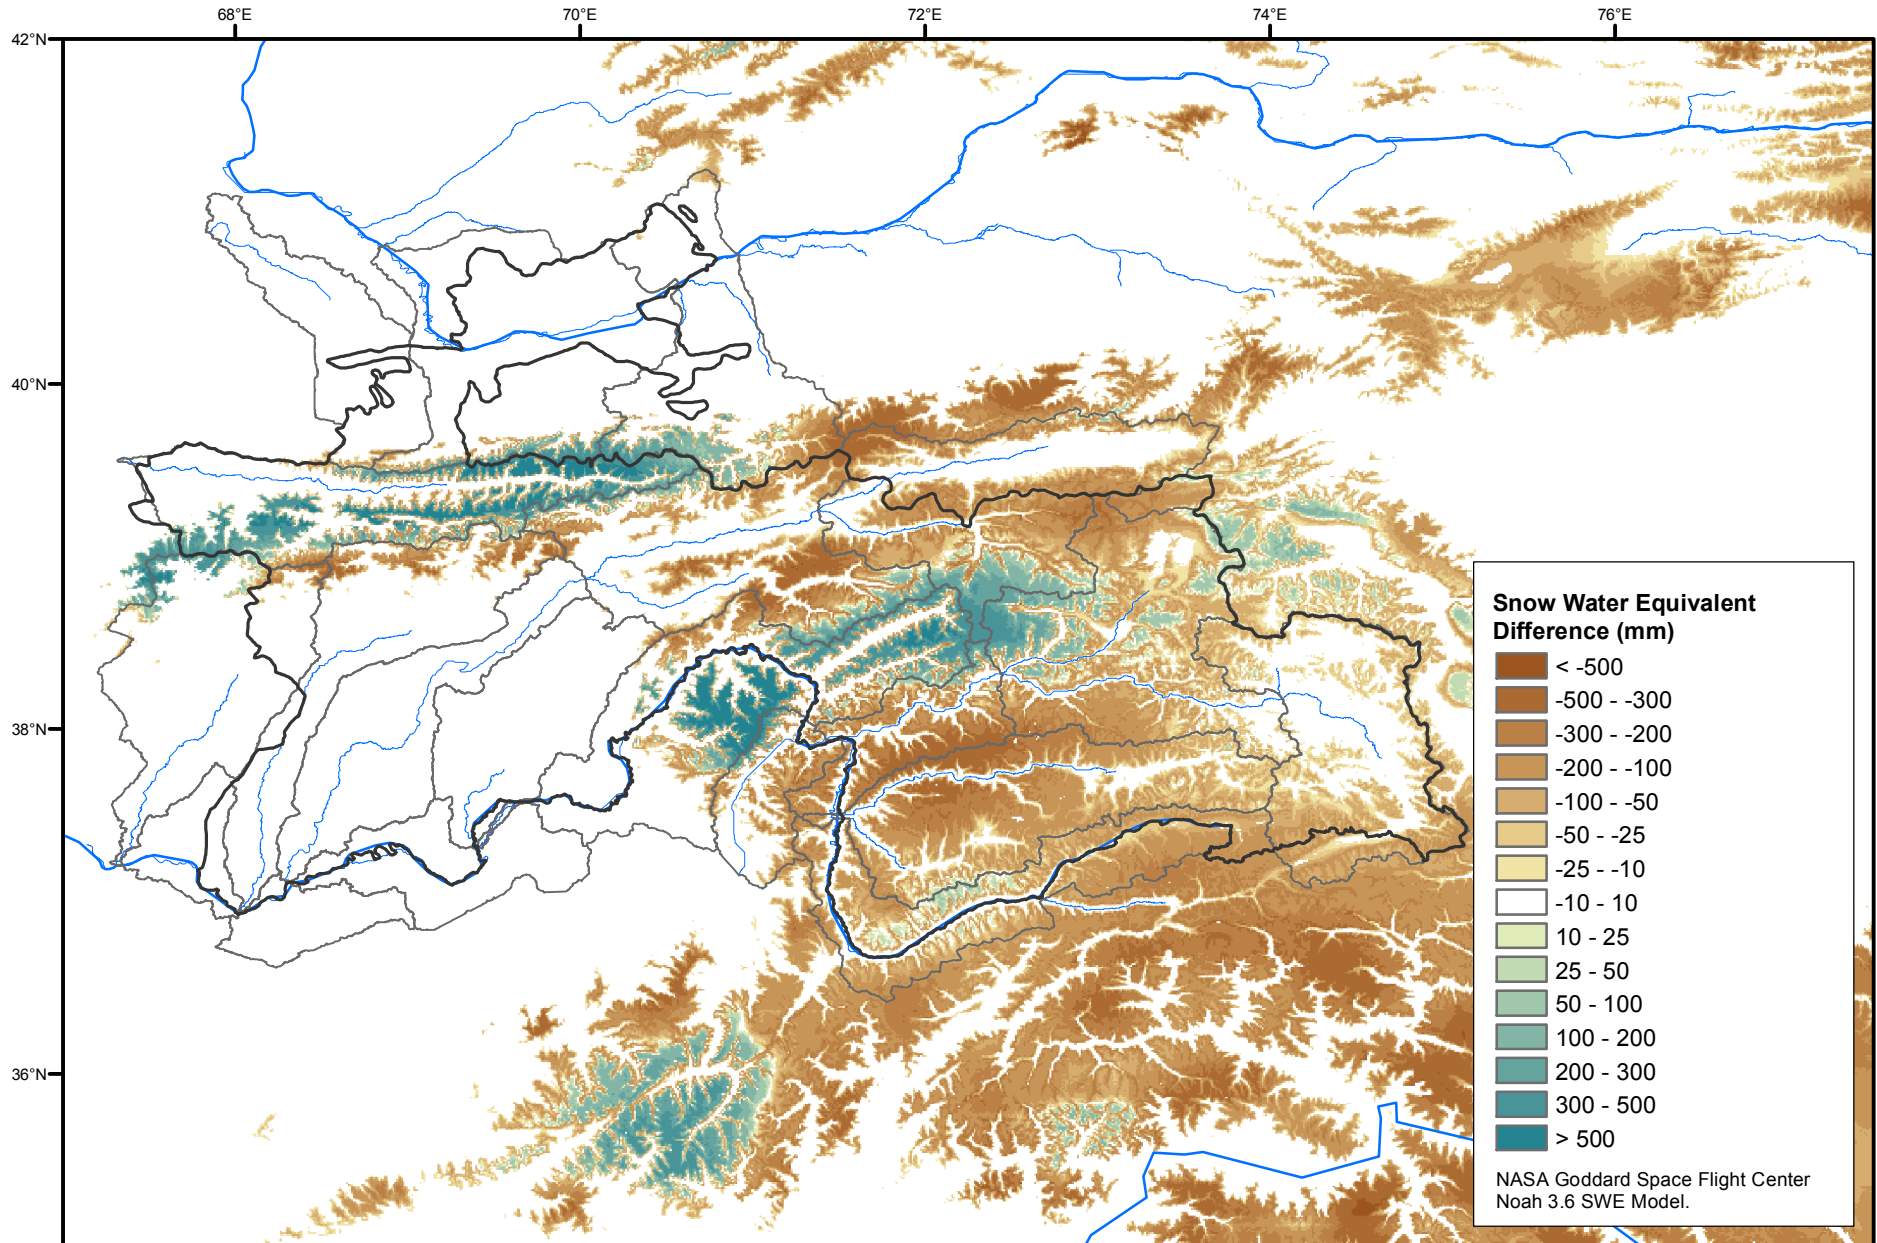 68°E 70°E 72°E 74°E 76°E
42°N
40°N
38°N
36°N
Snow Water Equivalent
Difference (mm)
< -500
-500 - -300
-300 - -200
-200 - -100
-100 - -50
-50 - -25
-25 - -10
-10 - 10
10 - 25
25 - 50
50 - 100
100 - 200
200 - 300
300 - 500
> 500
NASA Goddard Space Flight Center
Noah 3.6 SWE Model.